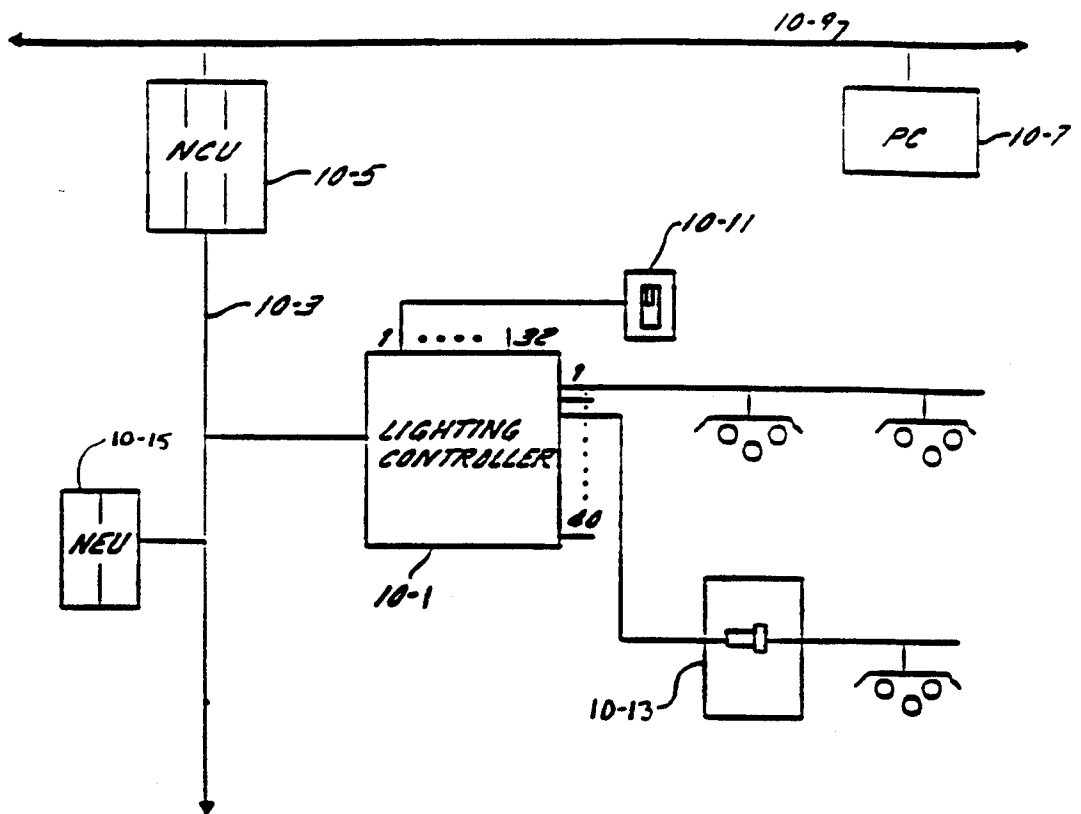 10-9
NCU
10-5
PC
10-7
10-11
10-3
1 .... 32
1
LIGHTING
CONTROLLER
40
10-1
10-15
NEU
10-13